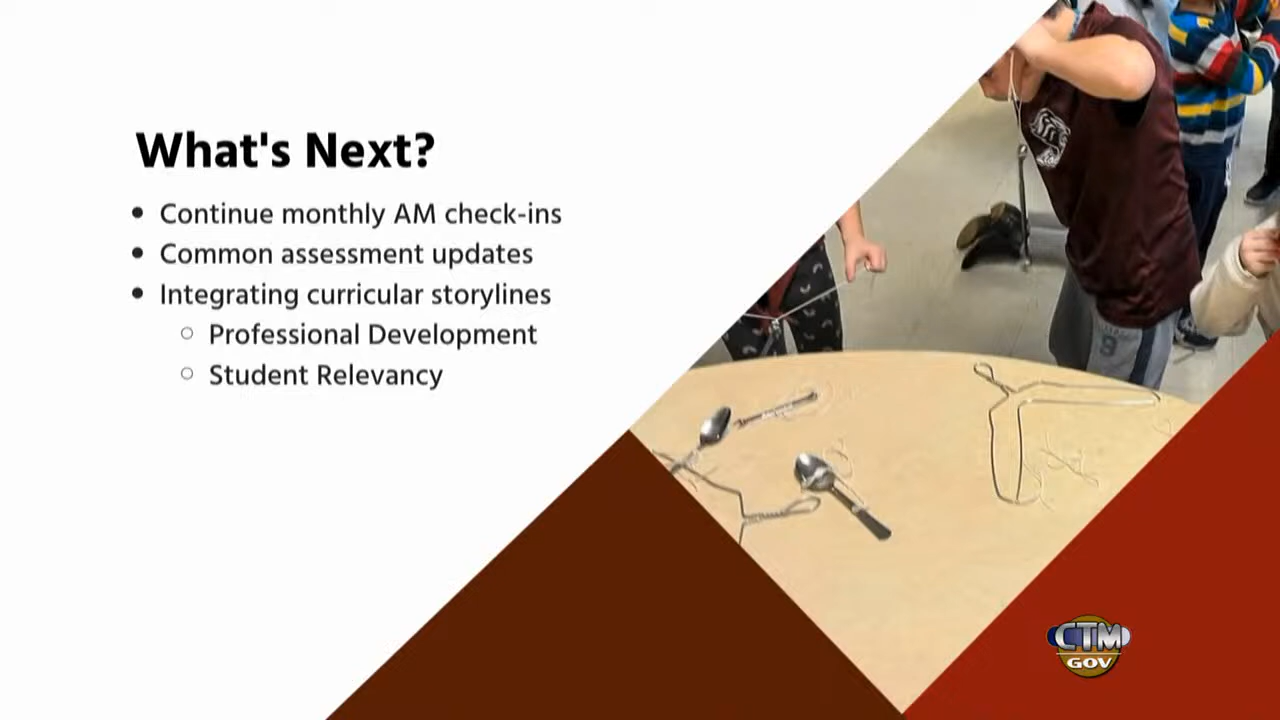 What's Next?
• Continue monthly AM check-ins
• Common assessment updates
• Integrating curricular storylines
○ Professional Development
○ Student Relevancy
9
CTM
GOV